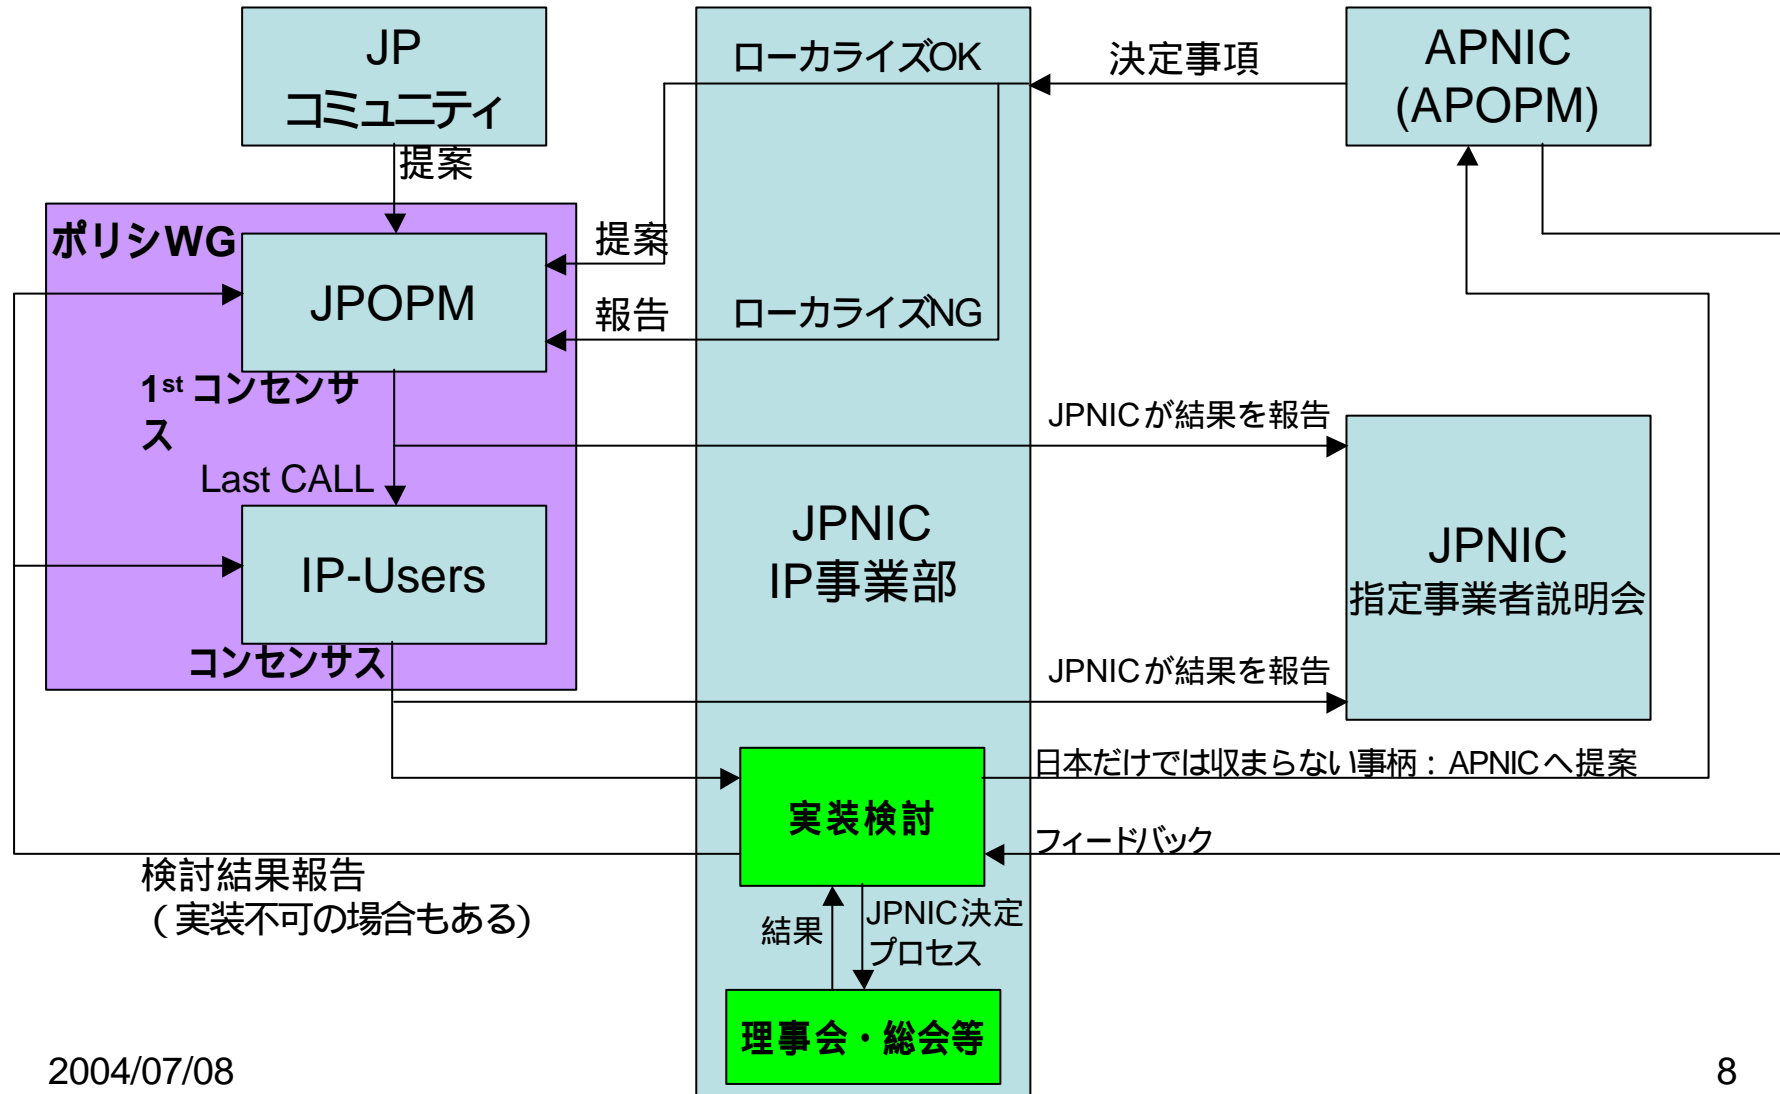 JP
コミュニティ
ローカライズOK
決定事項
APNIC
(APOPM)
提案
ポリシWG
提案
JPOPM
報告
ローカライズNG
1st コンセンサ
ス
JPNICが結果を報告
Last CALL
JPNIC
IP事業部
IP-Users
JPNIC
指定事業者説明会
コンセンサス
JPNICが結果を報告
日本だけでは収まらない事柄：APNICへ提案
実装検討
フィードバック
検討結果報告
（実装不可の場合もある）
結果
JPNIC決定
プロセス
理事会・総会等
2004/07/08
8